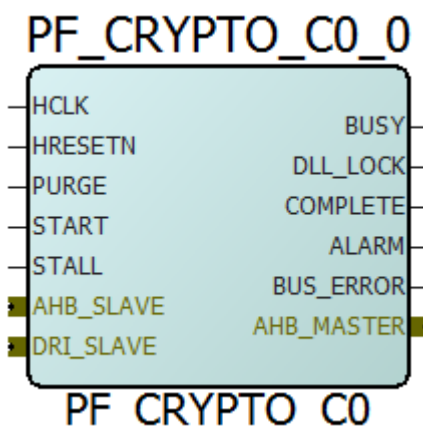 PF_CRYPTO_C0_0
HCLK
HRESETN
PURGE
START
STALL
AHB_SLAVE
DRI_SLAVE
BUSY
DLL_LOCK
COMPLETE
ALARM
BUS_ERROR
AHB_MASTER
PF_CRYPTO_C0